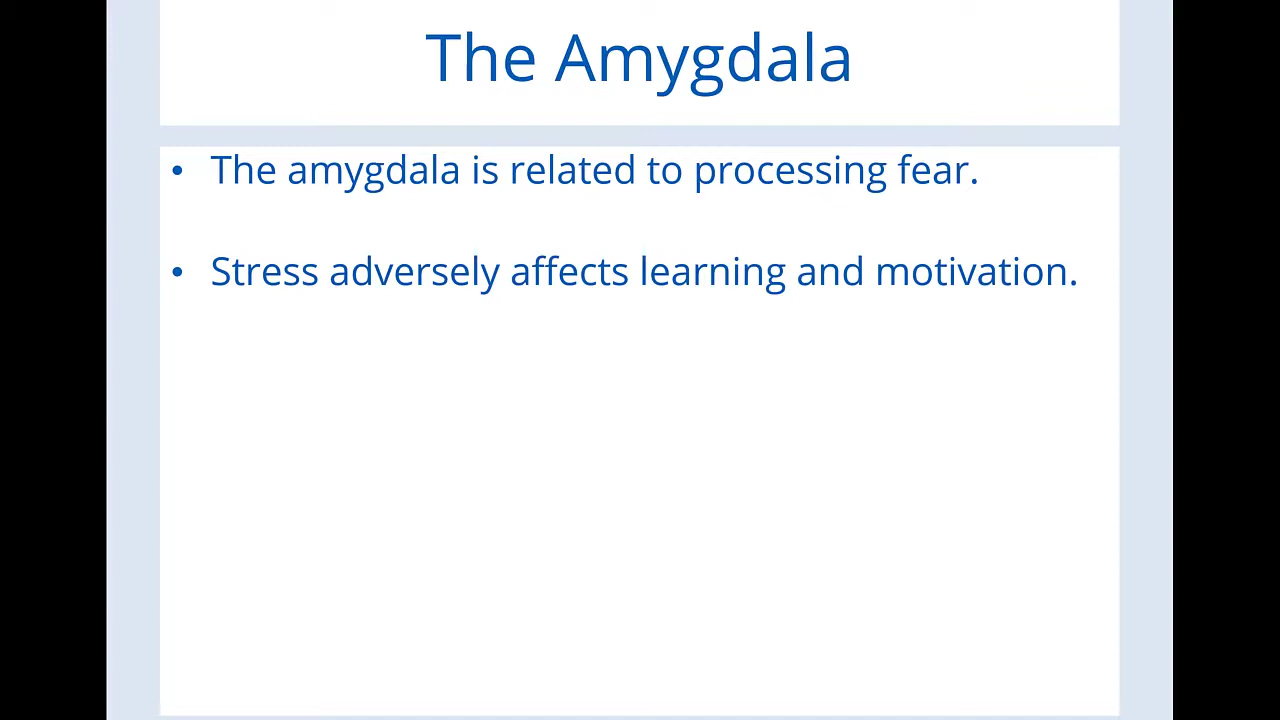 The Amygdala
• The amygdala is related to processing fear.
• Stress adversely affects learning and motivation.